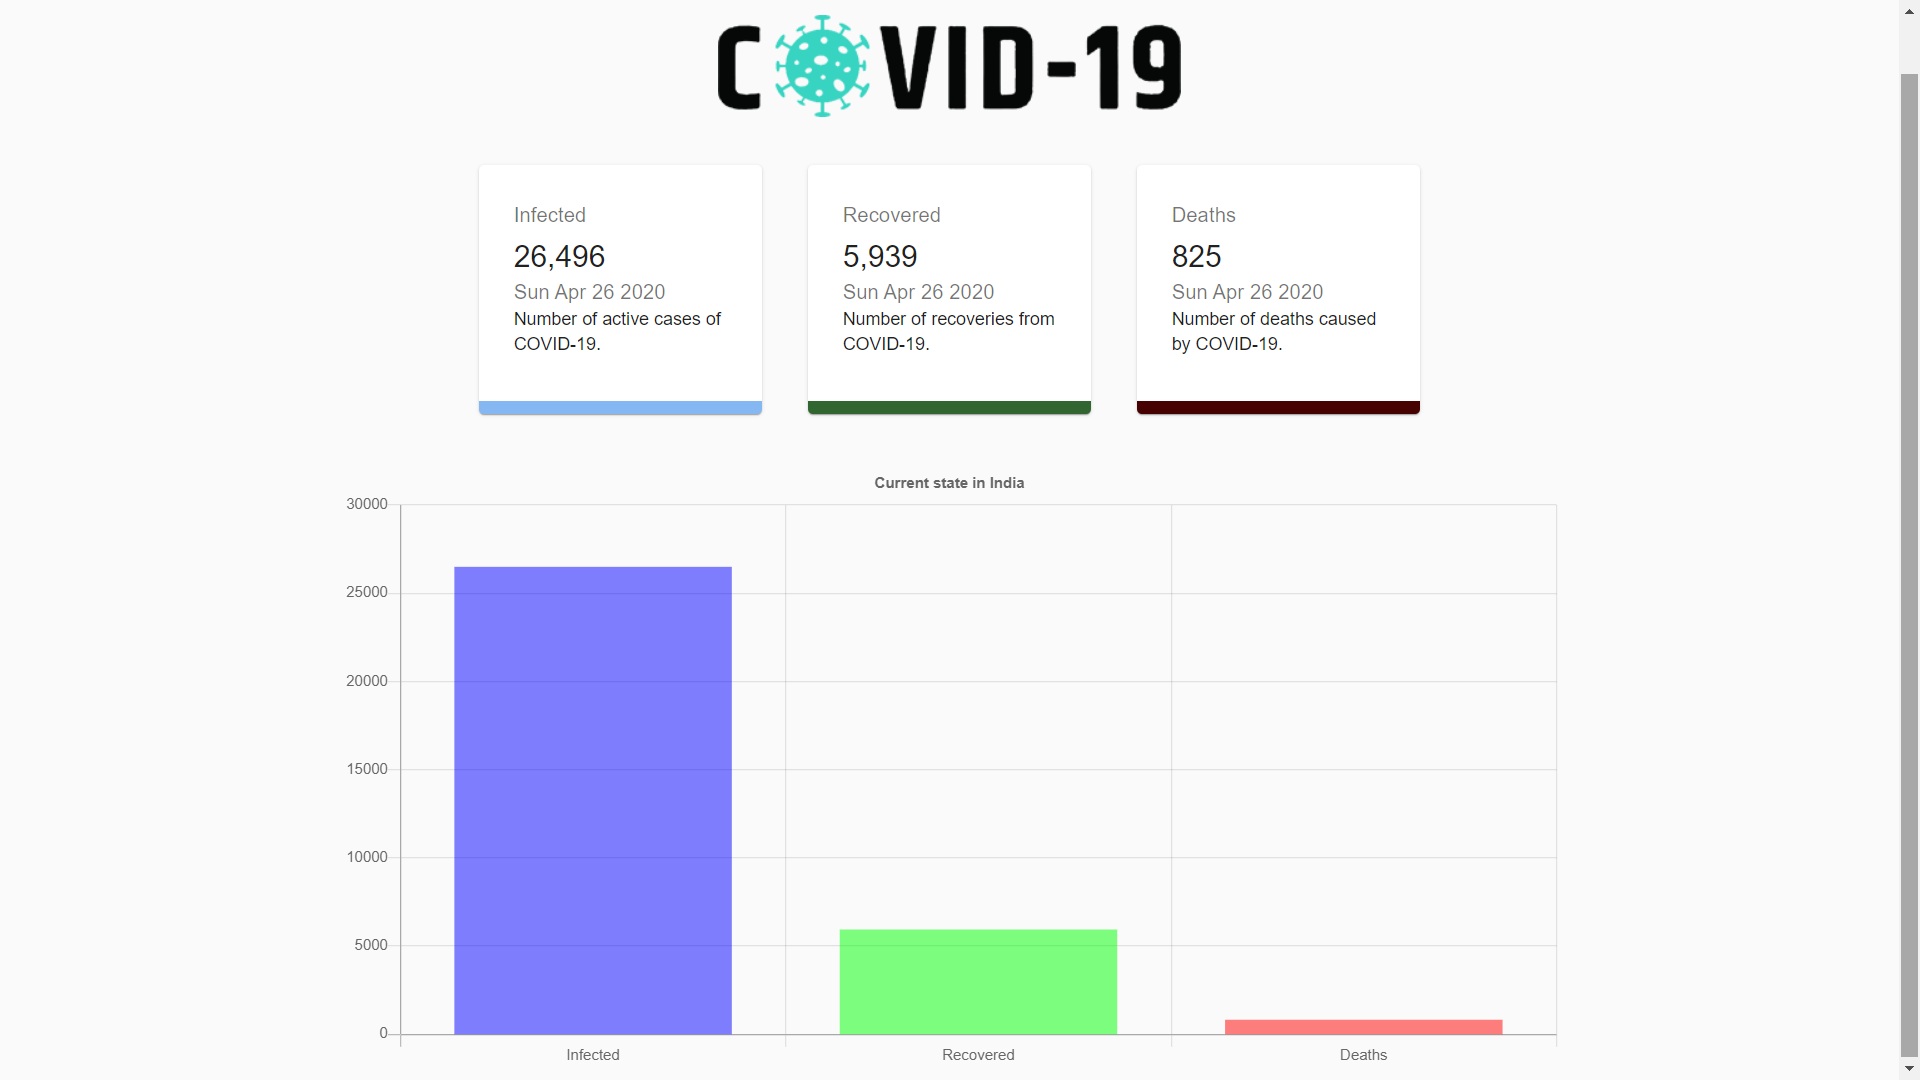 COVID-19
Infected
26,496
Sun Apr 26 2020
Number of active cases of
COVID-19.
Recovered
5,939
Sun Apr 26 2020
Number of recoveries from
COVID-19.
Deaths
825
Sun Apr 26 2020
Number of deaths caused
by COVID-19.
Current state in India
30000
25000
20000
15000
10000
5000
0
Infected
Recovered
Deaths